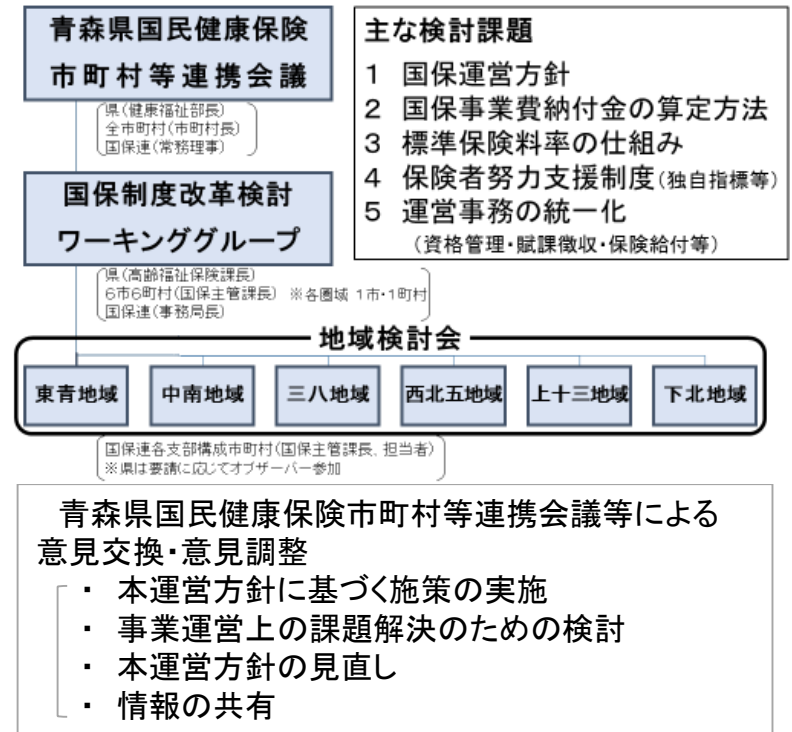 青森県国民健康保険
市町村等連携会議
県(健康福祉部長)
全市町村(市町村長)
国保連(常務理事)
主な検討課題
1 国保運営方針
2 国保事業費納付金の算定方法
3 標準保険料率の仕組み
4 保険者努力支援制度(独自指標等)
5 運営事務の統一化
(資格管理・賦課徴収・保険給付等)
国保制度改革検討
ワーキンググループ
県(高齢福祉保険課長)
6市6町村(国保主管課長) ※各圏域 1市・1町村
国保連(事務局長)
地域検討会
東青地域 中南地域 三八地域 西北五地域 上十三地域 下北地域
国保連各支部構成市町村(国保主管課長、担当者)
※県は要請に応じてオブザーバー参加
青森県国民健康保険市町村等連携会議等による
意見交換・意見調整
・ 本運営方針に基づく施策の実施
・ 事業運営上の課題解決のための検討
・ 本運営方針の見直し
・ 情報の共有